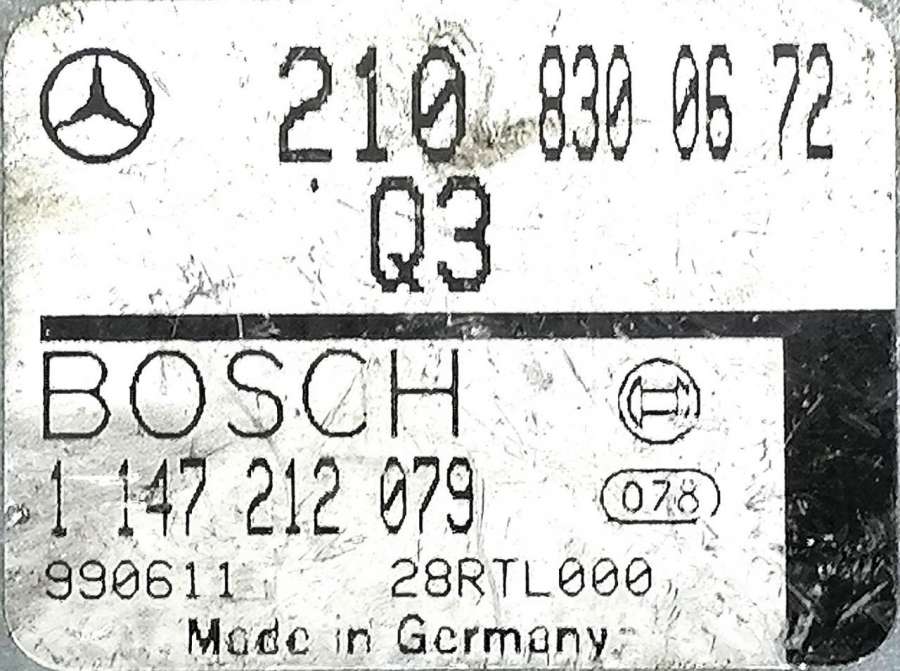 210 830 06 72
Q3
BOSCH
1 147 212 079
078
990611 28RTL000
Made in Germany